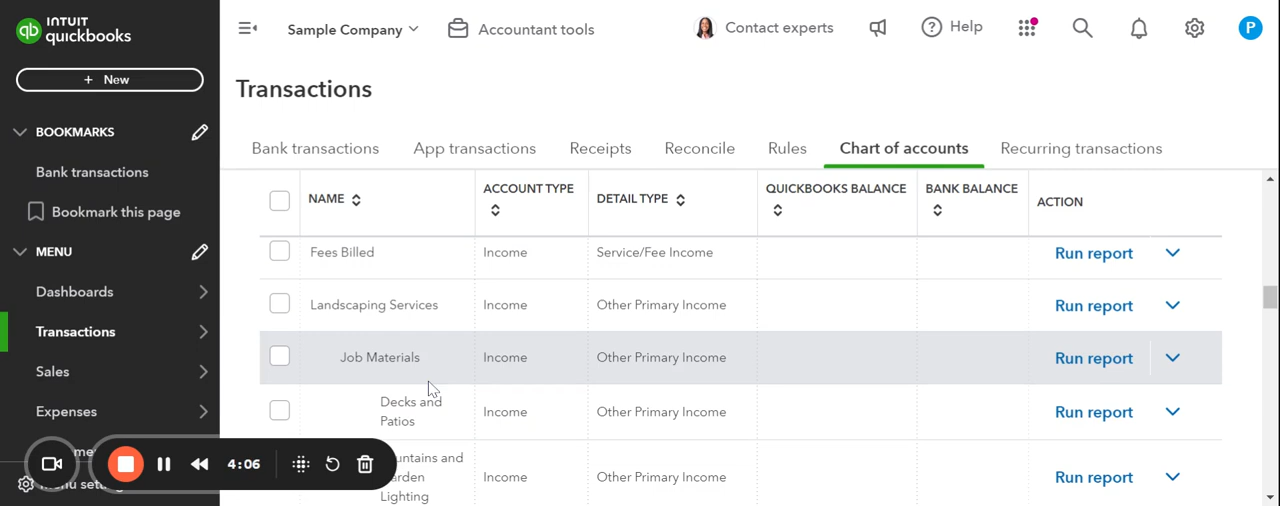 INTUIT
qb quickbooks
Sample Company
Accountant tools
Contact experts
Help
P
+ New
Transactions
BOOKMARKS
Bank transactions
Bookmark this page
MENU
Dashboards
Transactions
Sales
Expenses
4:06
Bank transactions
App transactions
Receipts
Reconcile
Rules
Chart of accounts
Recurring transactions
NAME
ACCOUNT TYPE
DETAIL TYPE
QUICKBOOKS BALANCE
BANK BALANCE
ACTION
Fees Billed
Income
Service/Fee Income
Run report
Landscaping Services
Income
Other Primary Income
Run report
Job Materials
Income
Other Primary Income
Run report
Decks and
Patios
Income
Other Primary Income
Run report
and
Lighting
Income
Other Primary Income
Run report